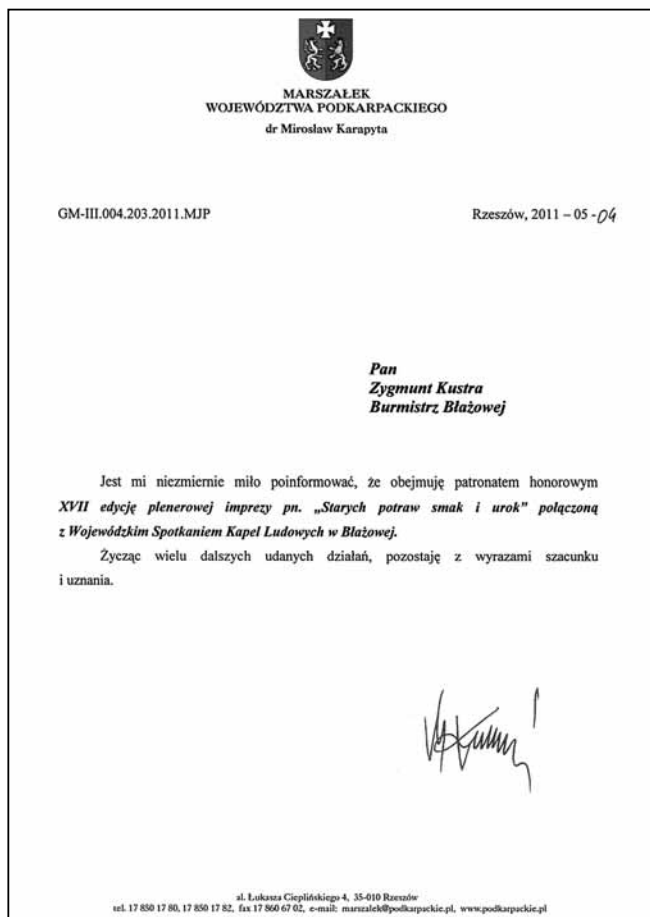 MARSZAŁEK
WOJEWÓDZTWA PODKARPACKIEGO
dr Mirosław Karapyta
GM-III.004.203.2011.MJP Rzeszów, 2011 – 05 -04
Pan
Zygmunt Kustra
Burmistrz Błażowej
Jest mi niezmiernie miło poinformować, że obejmuję patronatem honorowym
XVII edycję plenerowej imprezy pn. „Starych potraw smak i urok" połączoną
z Wojewódzkim Spotkaniem Kapel Ludowych w Błażowej.
Życząc wielu dalszych udanych działań, pozostaję z wyrazami szacunku
i uznania.
al. Łukasza Cieplińskiego 4, 35-010 Rzeszów
tel. 17 850 17 80, 17 850 17 82, fax 17 860 67 02, e-mail: marszalek@podkarpackie.pl, www.podkarpackie.pl